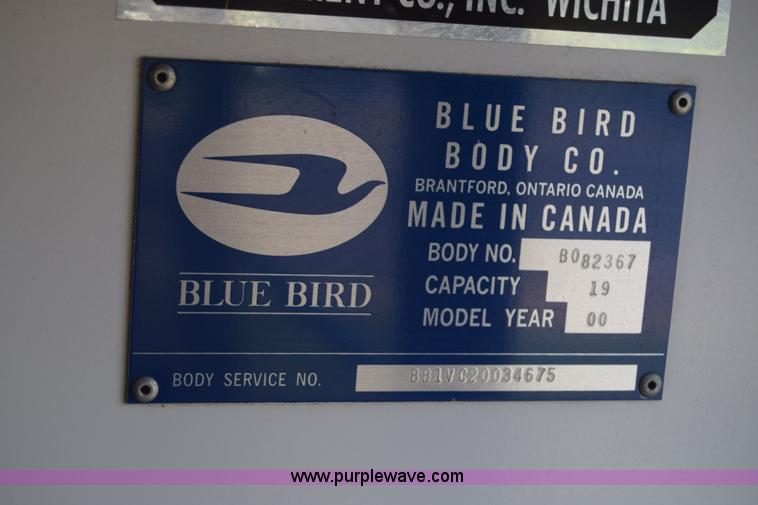 CO., INC. WICHITA
BLUE BIRD
BODY CO.
BRANTFORD, ONTARIO CANADA
MADE IN CANADA
BODY NO. B082367
CAPACITY 19
MODEL YEAR 00
BLUE BIRD
BODY SERVICE NO. BB1VC20034675
www.purplewave.com